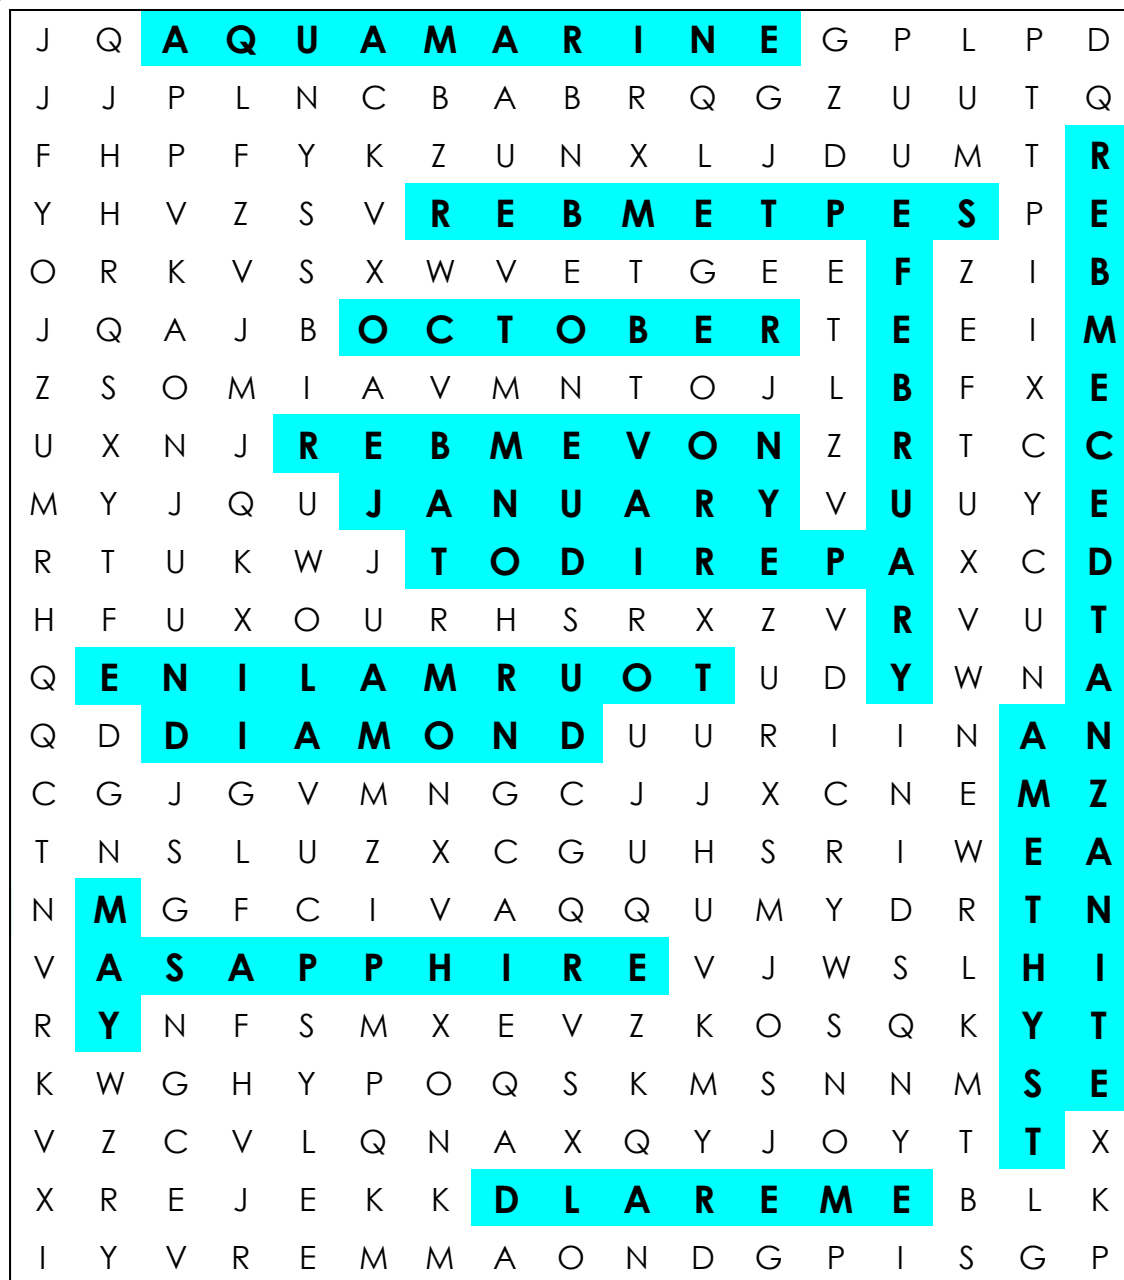 J Q A Q U A M A R I N E G P L P D
J J P L N C B A B R Q G Z U U T Q
F H P F Y K Z U N X L J D U M T R
Y H V Z S V R E B M E T P E S P E
O R K V S X W V E T G E E F Z I B
J Q A J B O C T O B E R T E E I M
Z S O M I A V M N T O J L B F X E
U X N J R E B M E V O N Z R T C C
M Y J Q U J A N U A R Y V U U Y E
R T U K W J T O D I R E P A X C D
H F U X O U R H S R X Z V R V U T
Q E N I L A M R U O T U D Y W N A
Q D D I A M O N D U U R I I N A N
C G J G V M N G C J J X C N E M Z
T N S L U Z X C G U H S R I W E A
N M G F C I V A Q Q U M Y D R T N
V A S A P P H I R E V J W S L H I
R Y N F S M X E V Z K O S Q K Y T
K W G H Y P O Q S K M S N N M S E
V Z C V L Q N A X Q Y J O Y T T X
X R E J E K K D L A R E M E B L K
I Y V R E M M A O N D G P I S G P